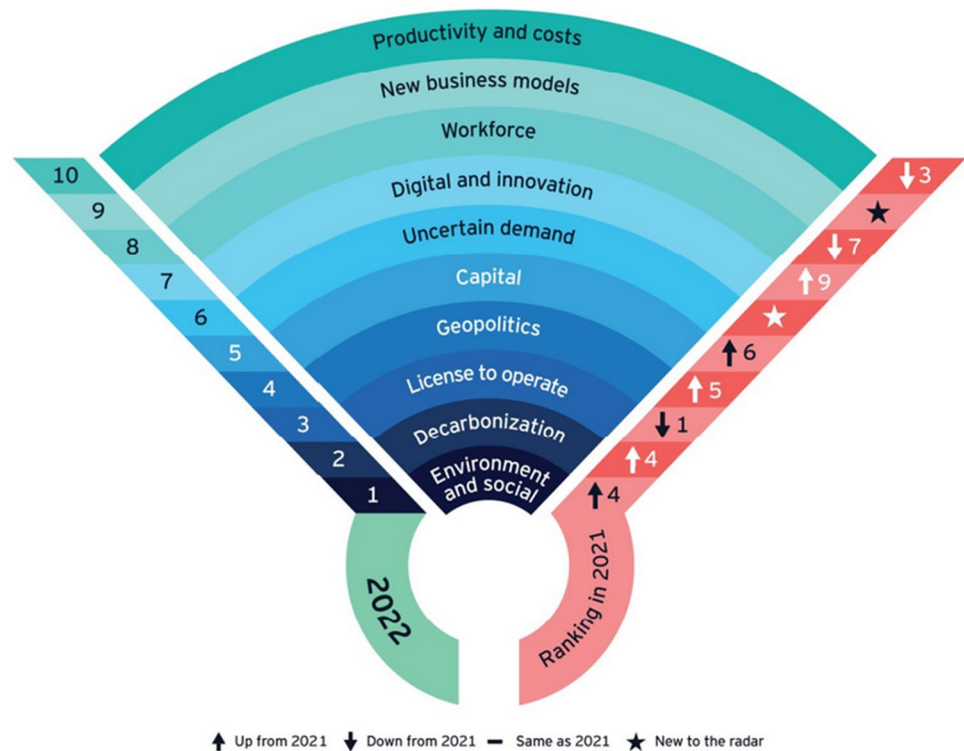 Productivity and costs
New business models
Workforce
Digital and innovation
Uncertain demand
Capital
Geopolitics
License to operate
Decarbonization
Environment
and social
10
9
8
7
6
5
4
3
2
1
3
7
9
6
5
1
4
4
2022
Ranking in 2021
Up from 2021
Down from 2021
Same as 2021
New to the radar